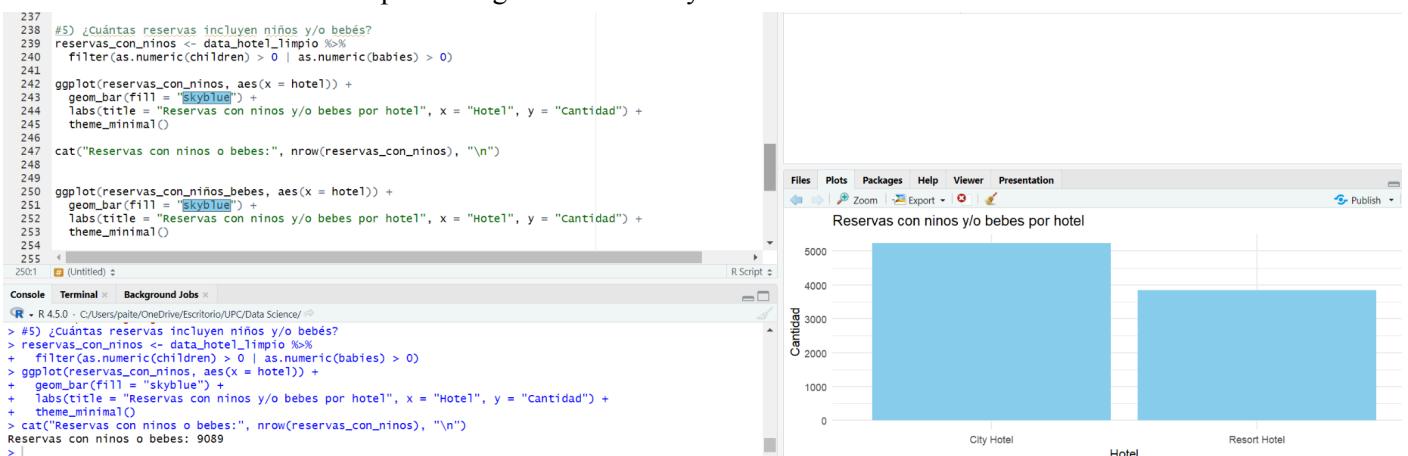 237
238 #5) ¿Cuántas reservas incluyen niños y/o bebés?
239 reservas_con_ninos <- data_hotel_limpio %>%
240 filter(as.numeric(children) > 0 | as.numeric(babies) > 0)
241
242 ggplot(reservas_con_ninos, aes(x = hotel)) +
243 geom_bar(fill = "skyblue") +
244 labs(title = "Reservas con ninos y/o bebes por hotel", x = "Hotel", y = "Cantidad") +
245 theme_minimal()
246
247 cat("Reservas con ninos o bebes:", nrow(reservas_con_ninos), "\n")
248
249
250 ggplot(reservas_con_niños_bebes, aes(x = hotel)) +
251 geom_bar(fill = "skyblue") +
252 labs(title = "Reservas con ninos y/o bebes por hotel", x = "Hotel", y = "Cantidad") +
253 theme_minimal()
254
255
250:1 # (Untitled) R Script
Console Terminal × Background Jobs ×
R 4.5.0 · C:/Users/paite/OneDrive/Escritorio/UPC/Data Science/
> #5) ¿Cuántas reservas incluyen niños y/o bebés?
> reservas_con_ninos <- data_hotel_limpio %>%
+ filter(as.numeric(children) > 0 | as.numeric(babies) > 0)
> ggplot(reservas_con_ninos, aes(x = hotel)) +
+ geom_bar(fill = "skyblue") +
+ labs(title = "Reservas con ninos y/o bebes por hotel", x = "Hotel", y = "Cantidad") +
+ theme_minimal()
> cat("Reservas con ninos o bebes:", nrow(reservas_con_ninos), "\n")
Reservas con ninos o bebes: 9089
>
Files Plots Packages Help Viewer Presentation
Zoom Export Publish
Reservas con ninos y/o bebes por hotel
5000
4000
3000
2000
1000
0
Cantidad
City Hotel Resort Hotel
Hotel